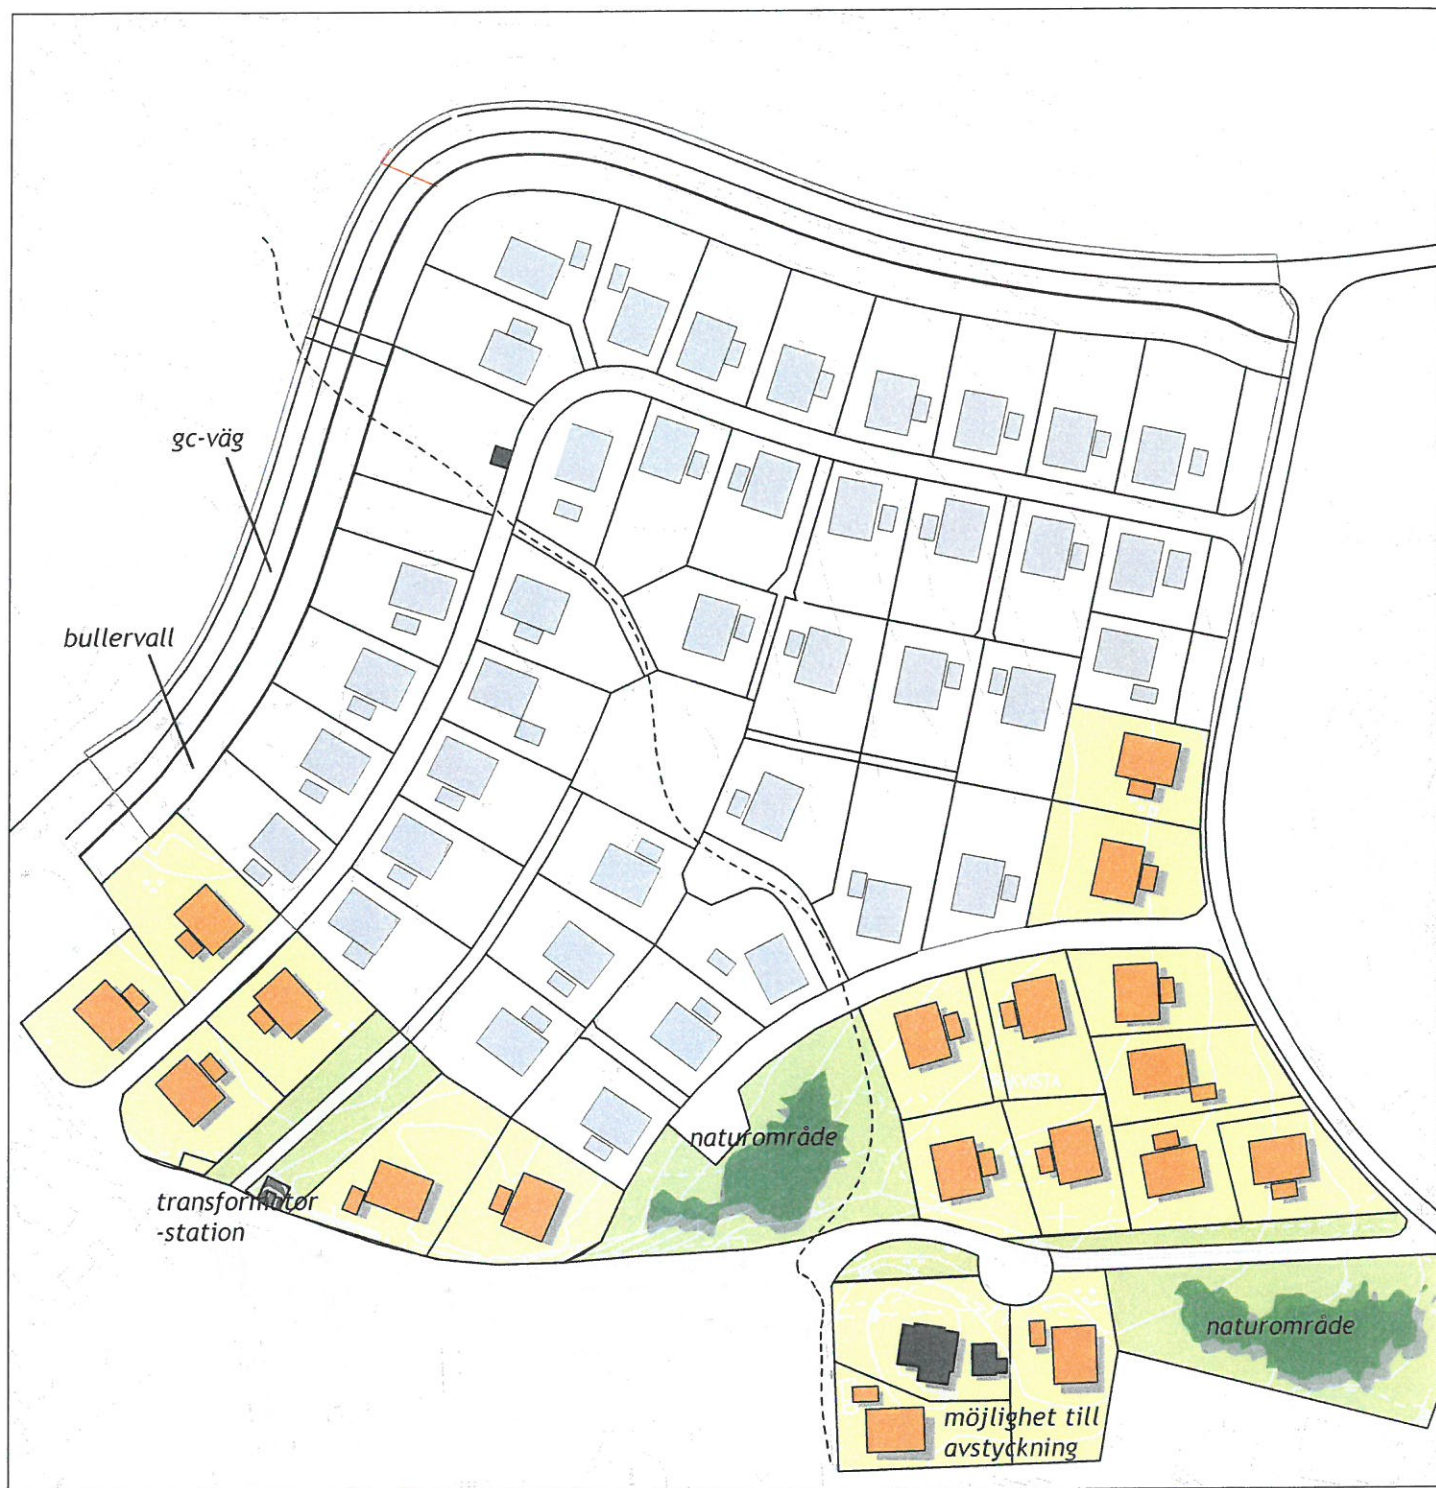 gc-väg
bullervall
naturområde
transformator
-station
naturområde
möjlighet till
avstyckning